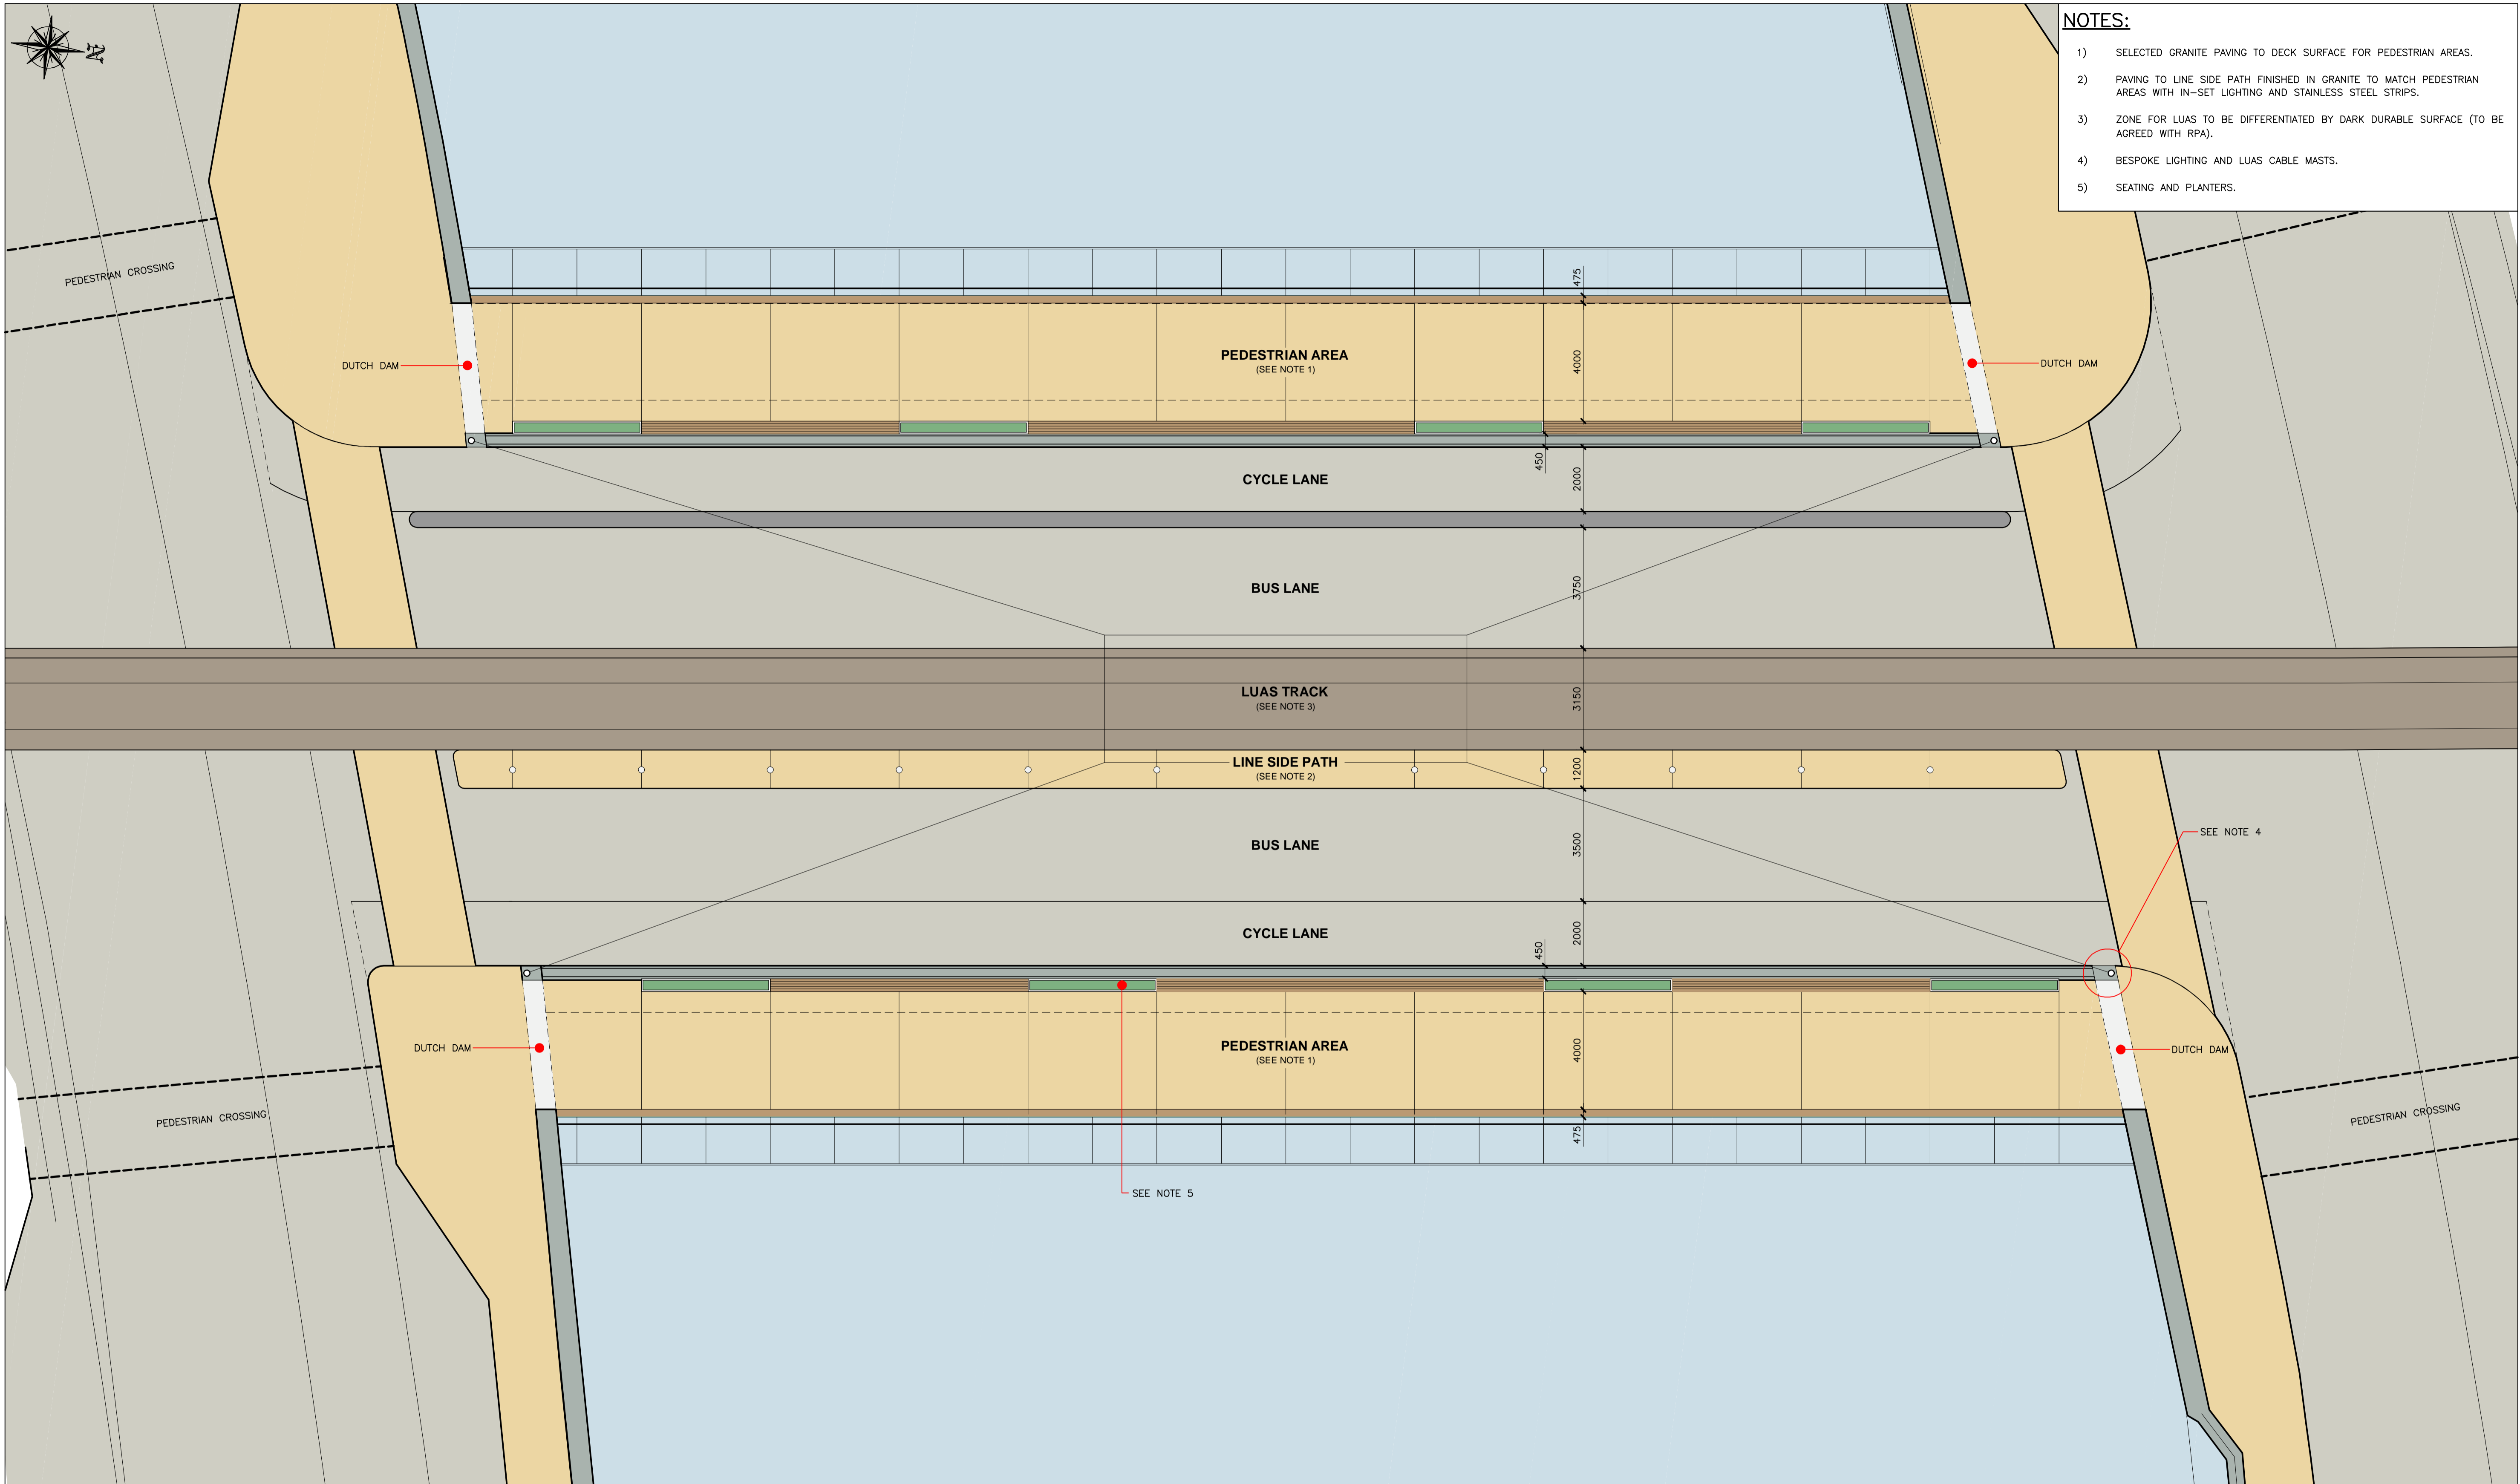 N
NOTES:
1) SELECTED GRANITE PAVING TO DECK SURFACE FOR PEDESTRIAN AREAS.
2) PAVING TO LINE SIDE PATH FINISHED IN GRANITE TO MATCH PEDESTRIAN
AREAS WITH IN-SET LIGHTING AND STAINLESS STEEL STRIPS.
3) ZONE FOR LUAS TO BE DIFFERENTIATED BY DARK DURABLE SURFACE (TO BE
AGREED WITH RPA).
4) BESPOKE LIGHTING AND LUAS CABLE MASTS.
5) SEATING AND PLANTERS.
PEDESTRIAN CROSSING
475
DUTCH DAM
PEDESTRIAN AREA
(SEE NOTE 1)
4000
DUTCH DAM
450
CYCLE LANE
2000
BUS LANE
3750
LUAS TRACK
(SEE NOTE 3)
3150
LINE SIDE PATH
(SEE NOTE 2)
1200
BUS LANE
3500
SEE NOTE 4
CYCLE LANE
2000
450
DUTCH DAM
PEDESTRIAN AREA
(SEE NOTE 1)
4000
DUTCH DAM
PEDESTRIAN CROSSING
475
PEDESTRIAN CROSSING
SEE NOTE 5